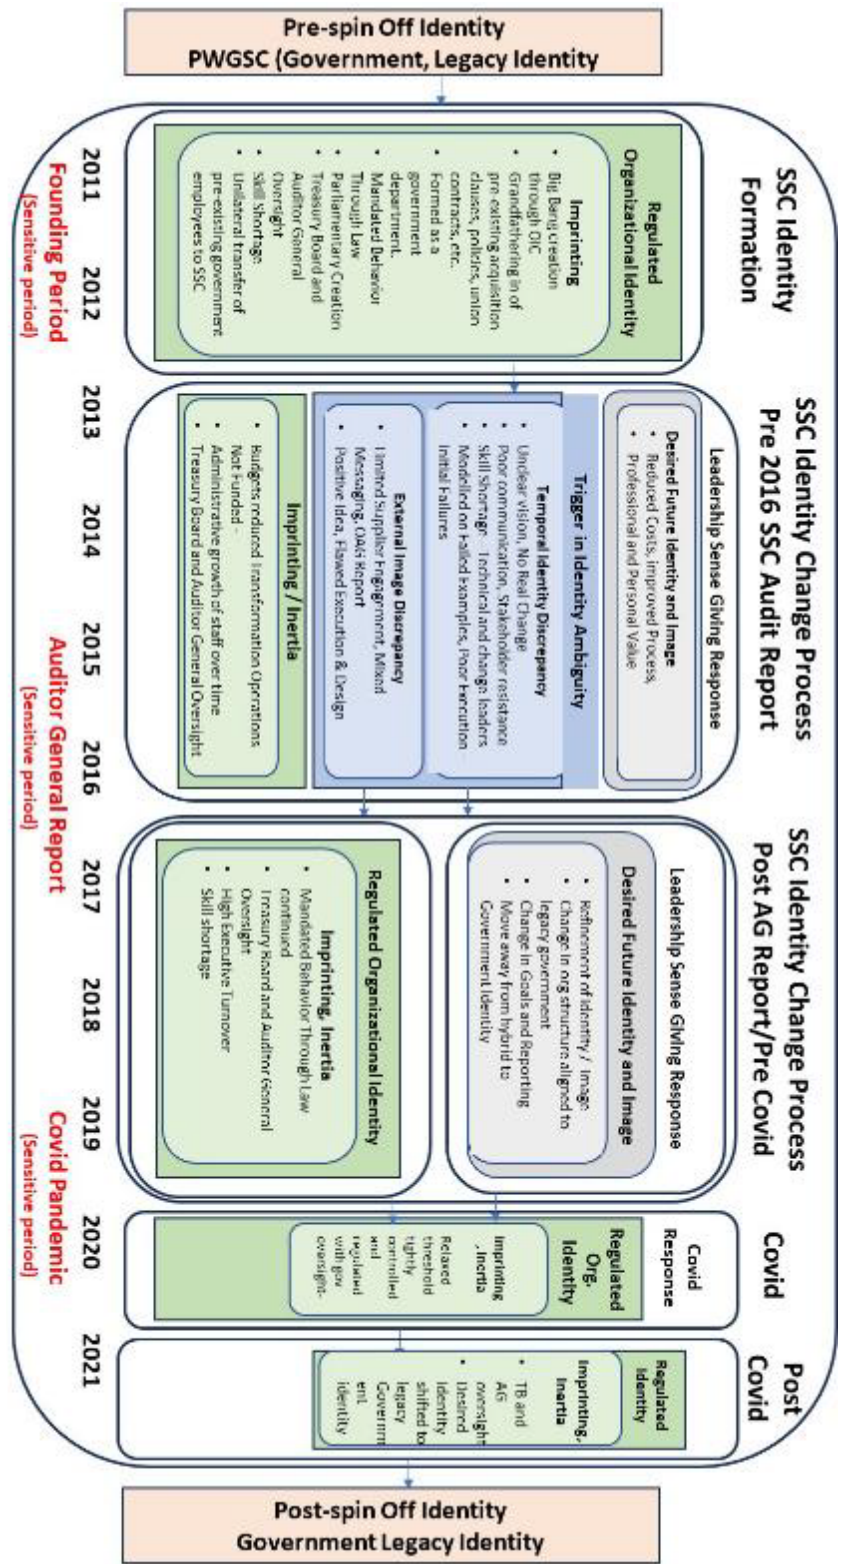 Pre-spin Off Identity
PWGSC (Government, Legacy Identity
SSC Identity
Formation
Regulated
Organizational Identity
Imprinting
• Big Bang creation
through OIC
• Grandfathering in of
pre-existing acquisition
clauses, policies, union
contracts, etc.
• Formed as a
government
department.
• Mandated Behavior
Through Law
• Parliamentary Creation
• Treasury Board and
Auditor General
Oversight
• Skill Shortage
• Unilateral transfer of
pre-existing government
employees to SSC
2011
2012
Founding Period
(Sensitive period)
SSC Identity Change Process
Pre 2016 SSC Audit Report
Leadership Sense Giving Response
Desired Future Identity and Image
• Reduced Costs, improved Process,
• Professional and Personal Value
Trigger in Identity Ambiguity
Temporal Identity Discrepancy
• Unclear vision, No Real Change
• Poor communication, Stakeholder resistance
• Skill Shortage - Technical and change leaders
• Modelled on Failed Examples, Poor Execution -
Initial Failures
External Image Discrepancy
• Limited Supplier Engagement, Mixed
Messaging, OAG Report
• Positive Idea, Flawed Execution & Design
Imprinting / Inertia
• Budgets reduced Transformation Operations
Not Funded -
• Administrative growth of staff over time
• Treasury Board and Auditor General Oversight
2013
2014
2015
2016
Auditor General Report
(Sensitive period)
SSC Identity Change Process
Post AG Report/Pre Covid
Leadership Sense Giving Response
Desired Future Identity and Image
• Refinement of Identity / Image
• Change in org structure aligned to
legacy government
• Change in Goals and Reporting
• Move away from hybrid to
Government Identity
Regulated Organizational Identity
Imprinting, Inertia
• Mandated Behavior Through Law
continued
• Treasury Board and Auditor General
Oversight
• High Executive Turnover
• Skill shortage
2017
2018
2019
Covid Pandemic
(Sensitive period)
Covid
Covid
Response
Regulated
Org.
Identity
Imprinting
, Inertia
Relaxed
threshold
tightly
controlled
and
regulated
with gov
oversight-
2020
Post
Covid
Regulated
Identity
Imprinting,
Inertia
• TB and
AG
oversight
• Desired
Identity
shifted to
legacy
Governm
ent
identity
2021
Post-spin Off Identity
Government Legacy Identity